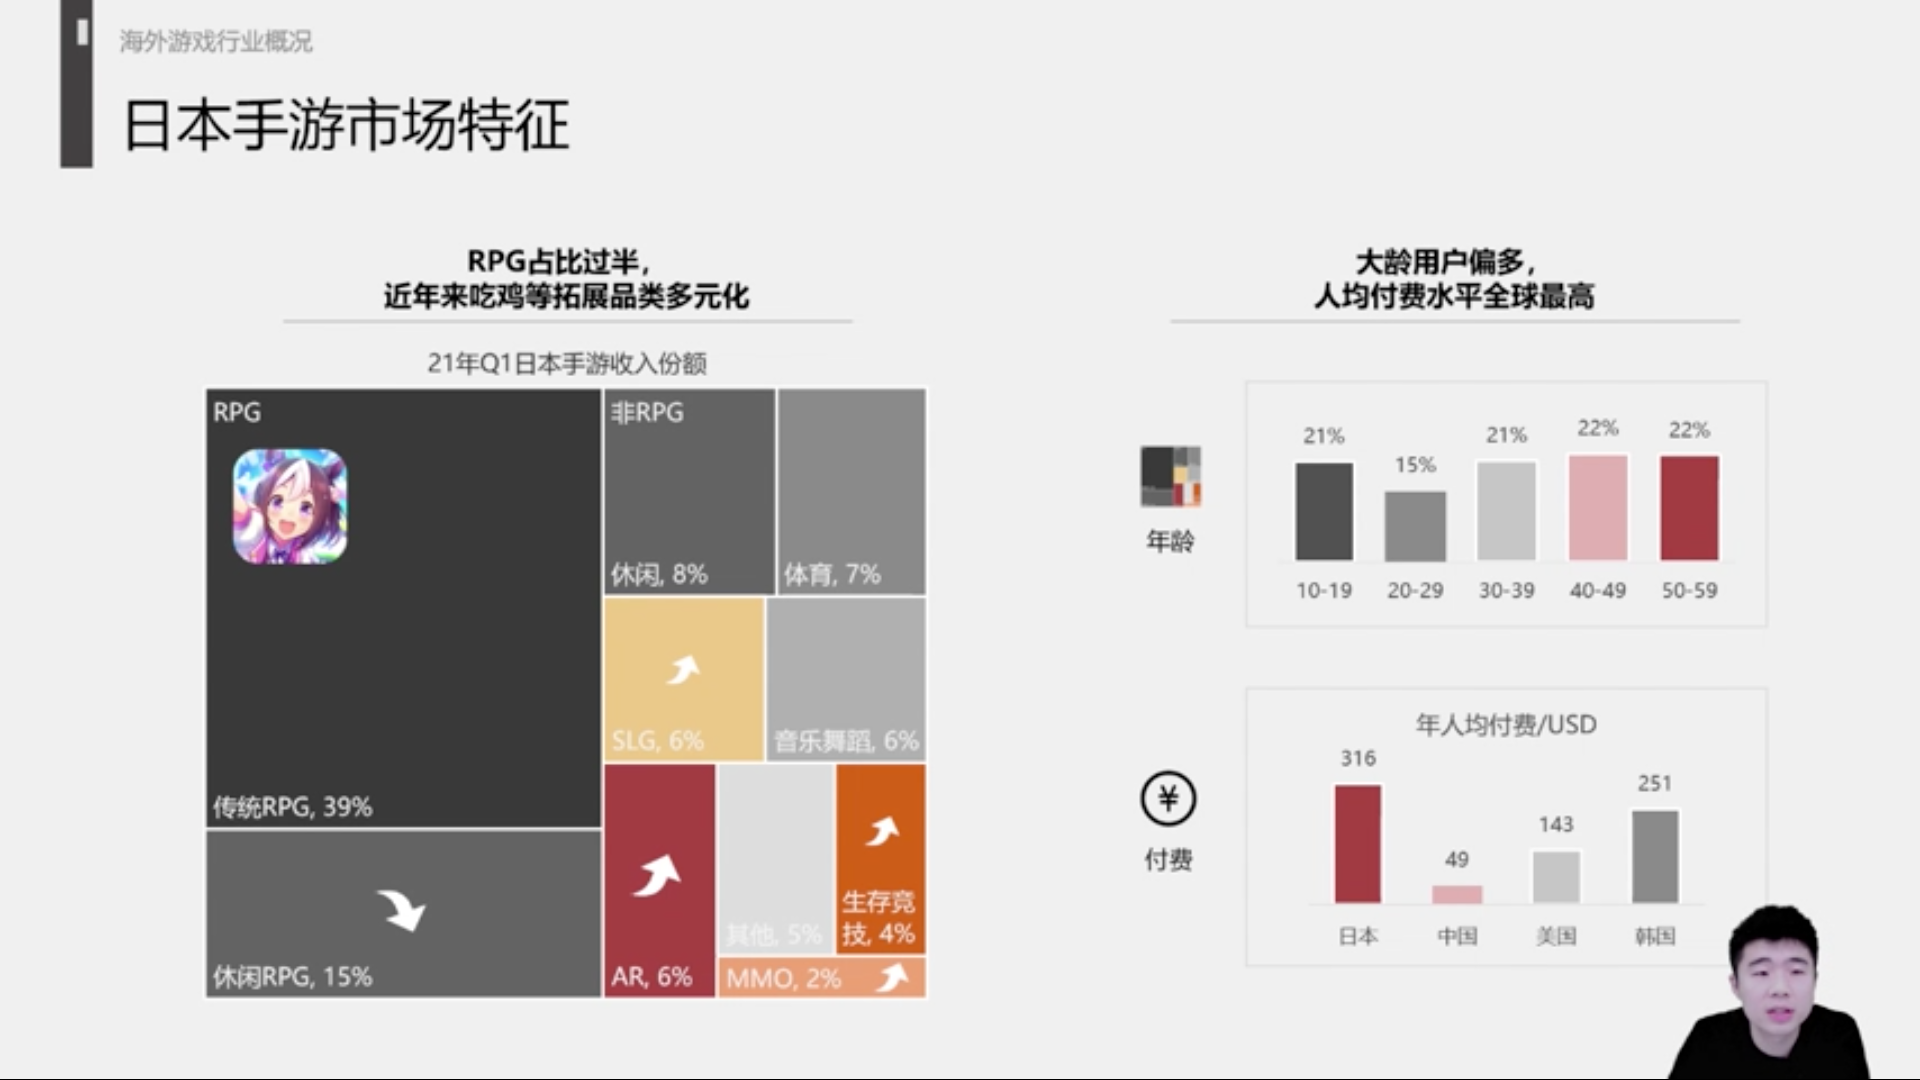 海外游戏行业概况
日本手游市场特征
RPG占比过半，
近年来吃鸡等拓展品类多元化
21年Q1日本手游收入份额
RPG
传统RPG, 39%
休闲RPG, 15%
非RPG
休闲, 8%
体育, 7%
SLG, 6%
音乐舞蹈, 6%
AR, 6%
其他, 5%
生存竞
技, 4%
MMO, 2%
大龄用户偏多，
人均付费水平全球最高
年龄
21%
15%
21%
22%
22%
10-19
20-29
30-39
40-49
50-59
¥
付费
年人均付费/USD
316
49
143
251
日本
中国
美国
韩国